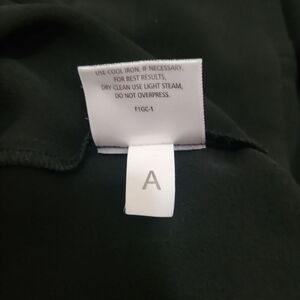 USE COOL IRON, IF NECESSARY,
FOR BEST RESULTS,
DRY CLEAN USE LIGHT STEAM,
DO NOT OVERPRESS.
F1GC-1
A